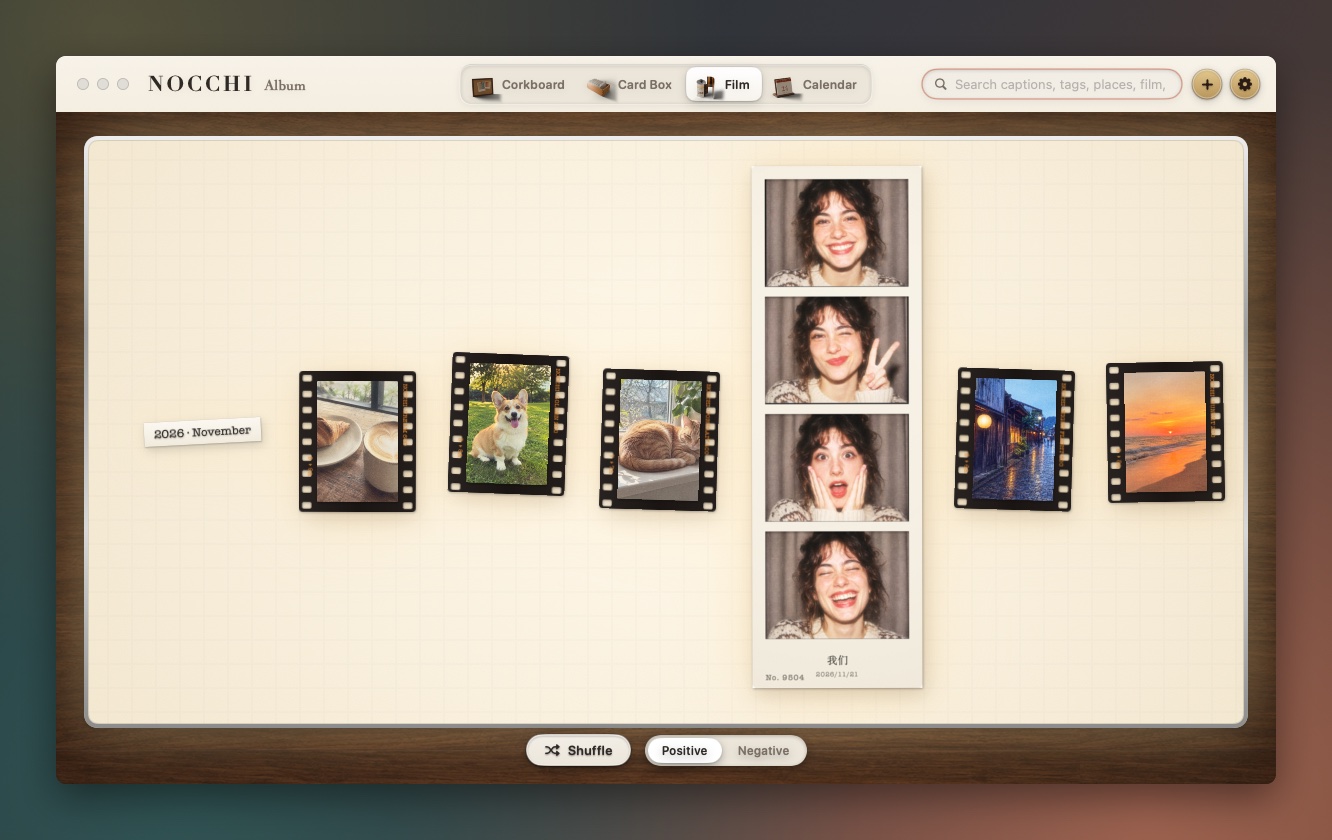 NOCCHI Album
Corkboard
Card Box
Film
Calendar
Search captions, tags, places, film,
2026 · November
我们
No. 9804 2026/11/21
Shuffle
Positive
Negative